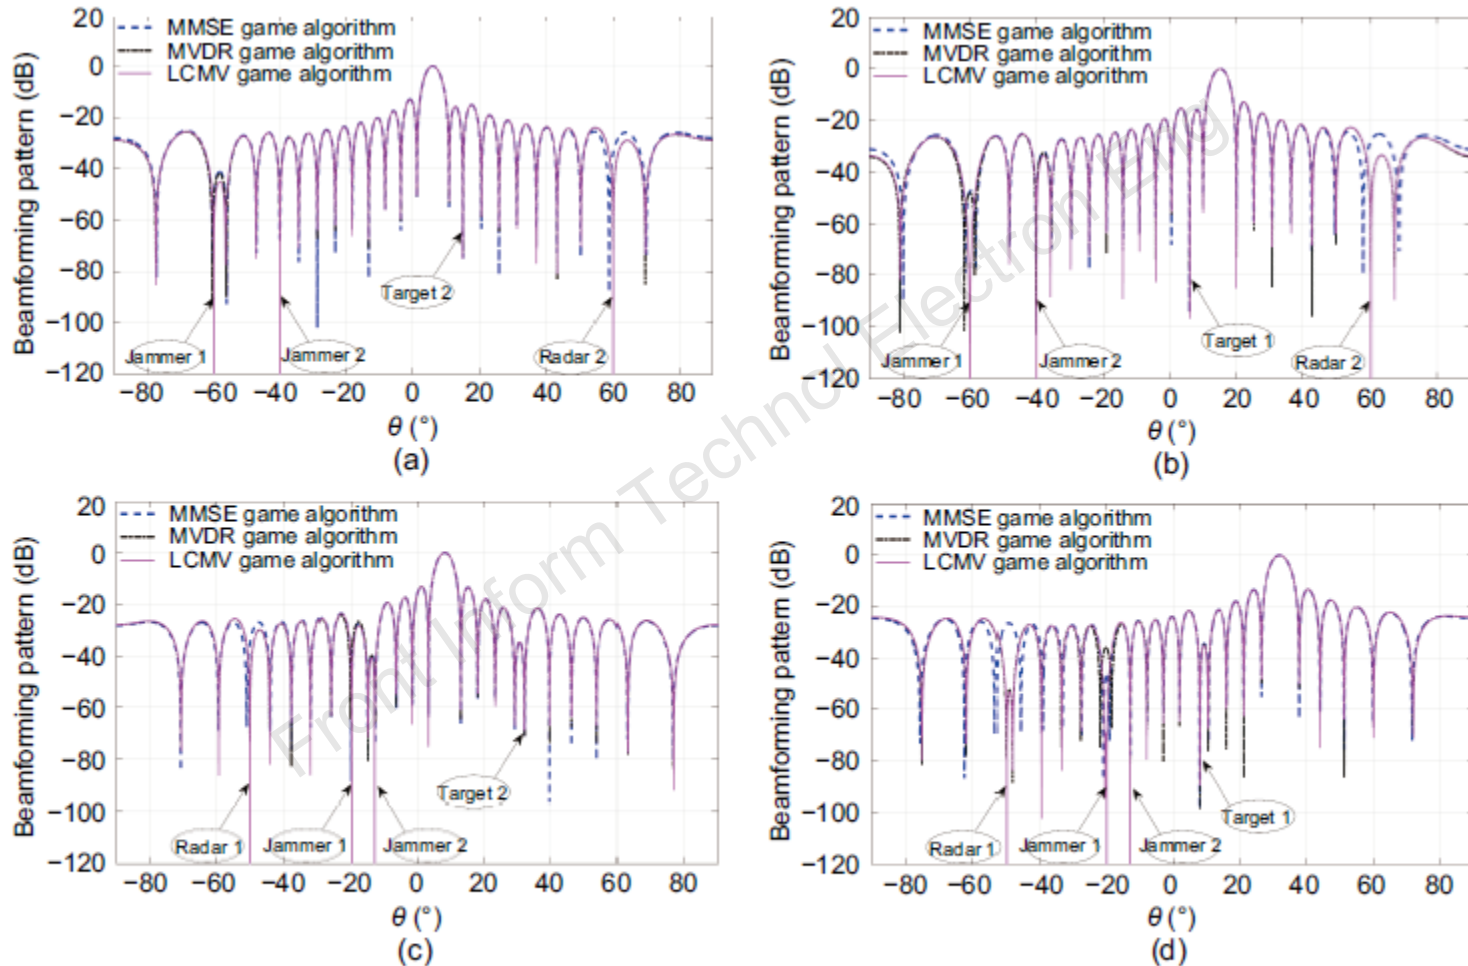 20
MMSE game algorithm
MVDR game algorithm
LCMV game algorithm
0
−20
−40
−60
−80
−100
−120
Beamforming pattern (dB)
Target 2
Jammer 1
Jammer 2
Radar 2
−80 −60 −40 −20 0 20 40 60 80
θ (°)
(a)
20
MMSE game algorithm
MVDR game algorithm
LCMV game algorithm
0
−20
−40
−60
−80
−100
−120
Beamforming pattern (dB)
Target 1
Jammer 1
Jammer 2
Radar 2
−80 −60 −40 −20 0 20 40 60 80
θ (°)
(b)
20
MMSE game algorithm
MVDR game algorithm
LCMV game algorithm
0
−20
−40
−60
−80
−100
−120
Beamforming pattern (dB)
Target 2
Radar 1
Jammer 1
Jammer 2
−80 −60 −40 −20 0 20 40 60 80
θ (°)
(c)
20
MMSE game algorithm
MVDR game algorithm
LCMV game algorithm
0
−20
−40
−60
−80
−100
−120
Beamforming pattern (dB)
Target 1
Radar 1
Jammer 1
Jammer 2
−80 −60 −40 −20 0 20 40 60 80
θ (°)
(d)
Front Inform Technol Electron Eng